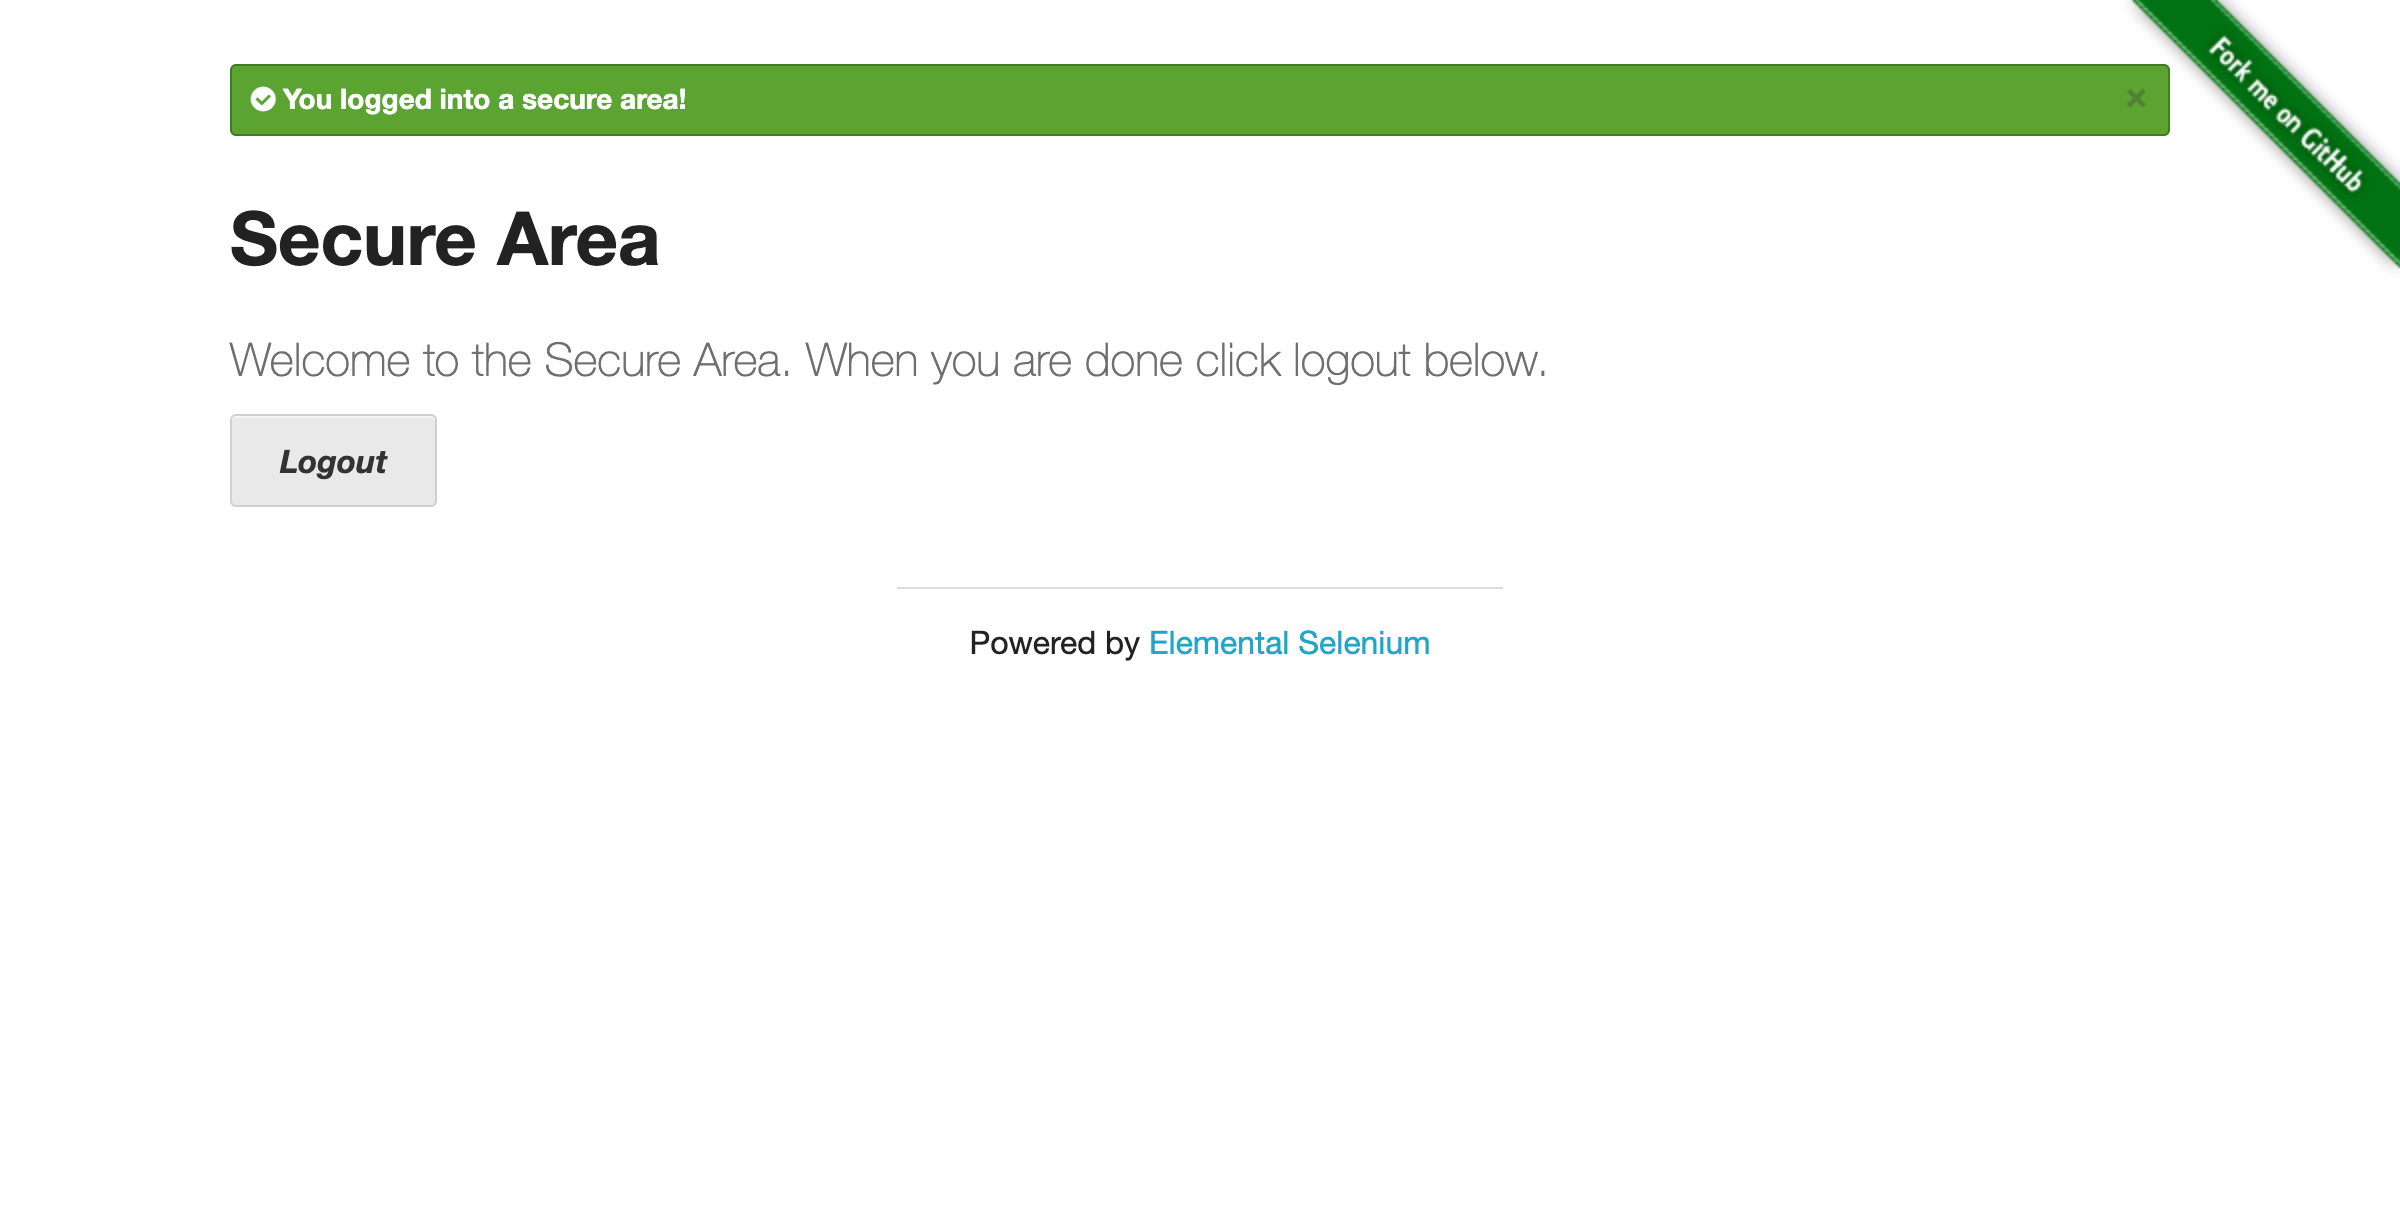 You logged into a secure area!
×
Fork me on GitHub
Secure Area
Welcome to the Secure Area. When you are done click logout below.
Logout
Powered by Elemental Selenium